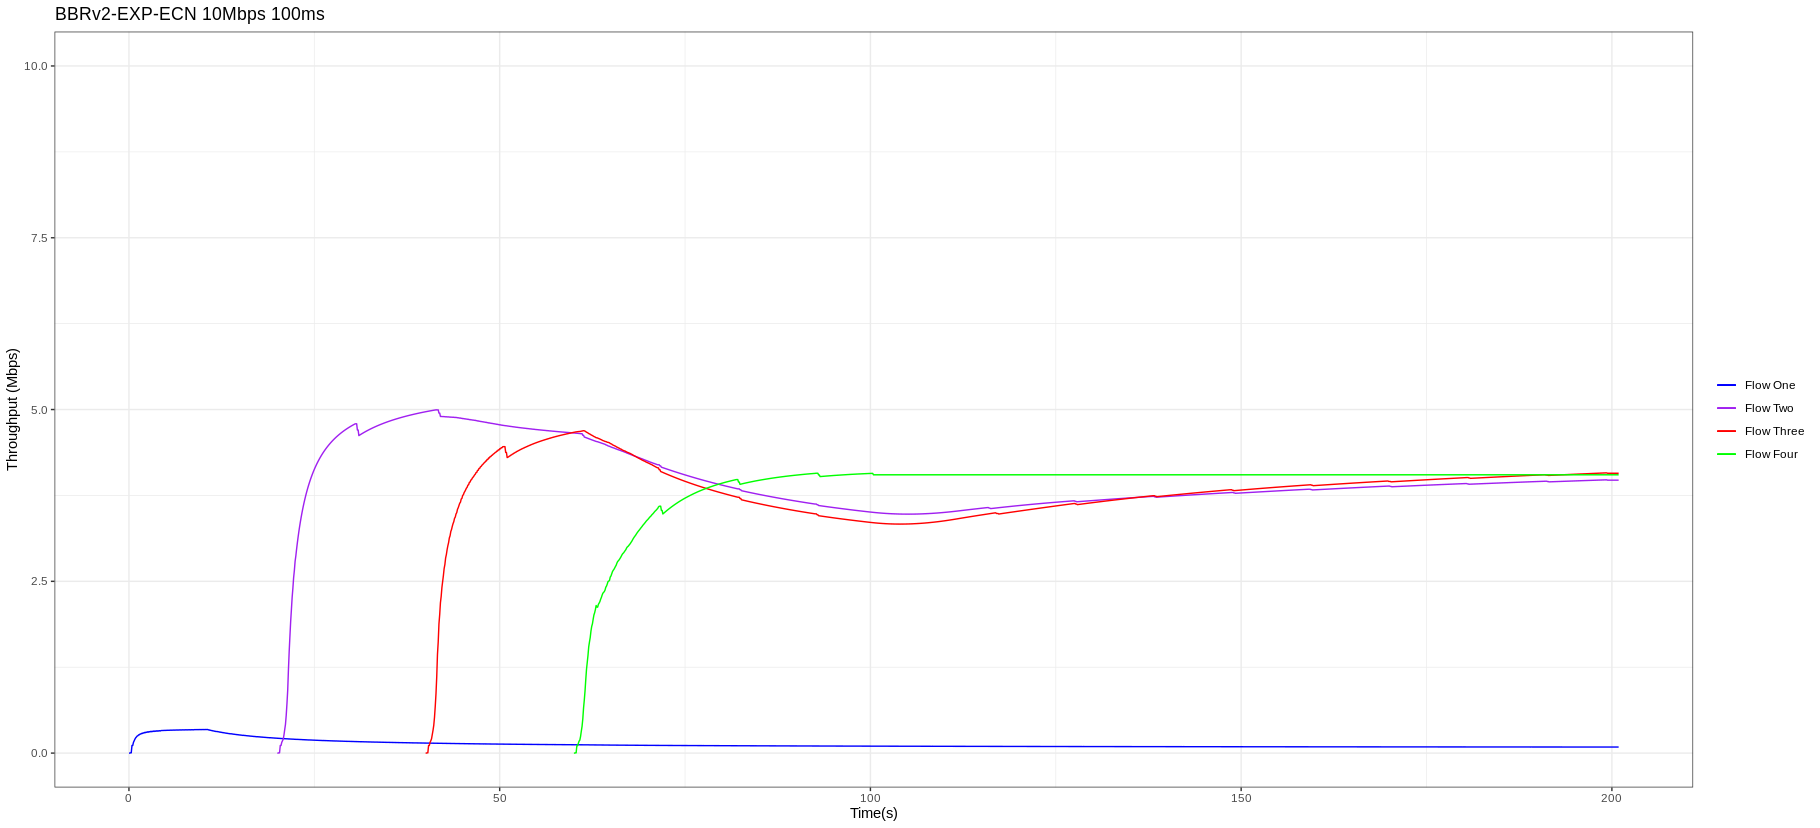 BBRv2-EXP-ECN 10Mbps 100ms
Throughput (Mbps)
10.0
7.5
5.0
2.5
0.0
0 50 100 150 200
Time(s)
Flow One
Flow Two
Flow Three
Flow Four